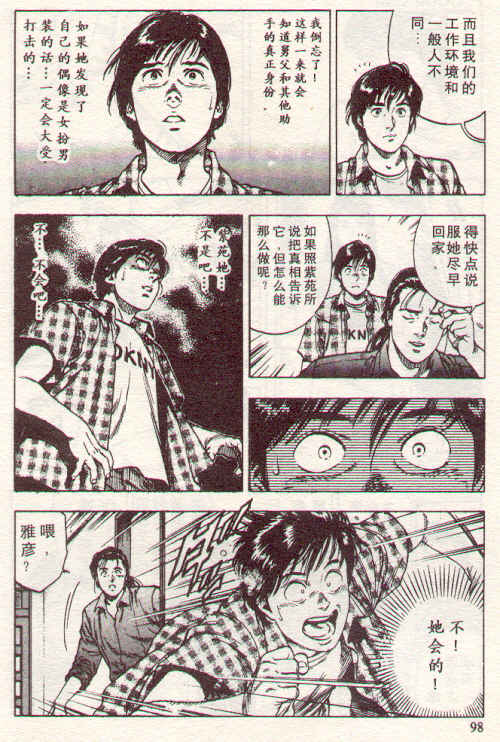 而且我们的
工作环境和
一般人不
同…
我倒忘了！
这样一来就会
知道舅父和其他助
手的真正身份。
如果她发现了
自己的偶像是女扮男
装的话…一定会大受
打击的…
得快点说
服她尽早
回家。
如果照紫苑所
说把真相告诉
它，但怎么能
那么做呢？
紫苑她…
不是吧…
不…不会吧…
DKNY
KN
不！
她会的！
喂，
雅彦？
98